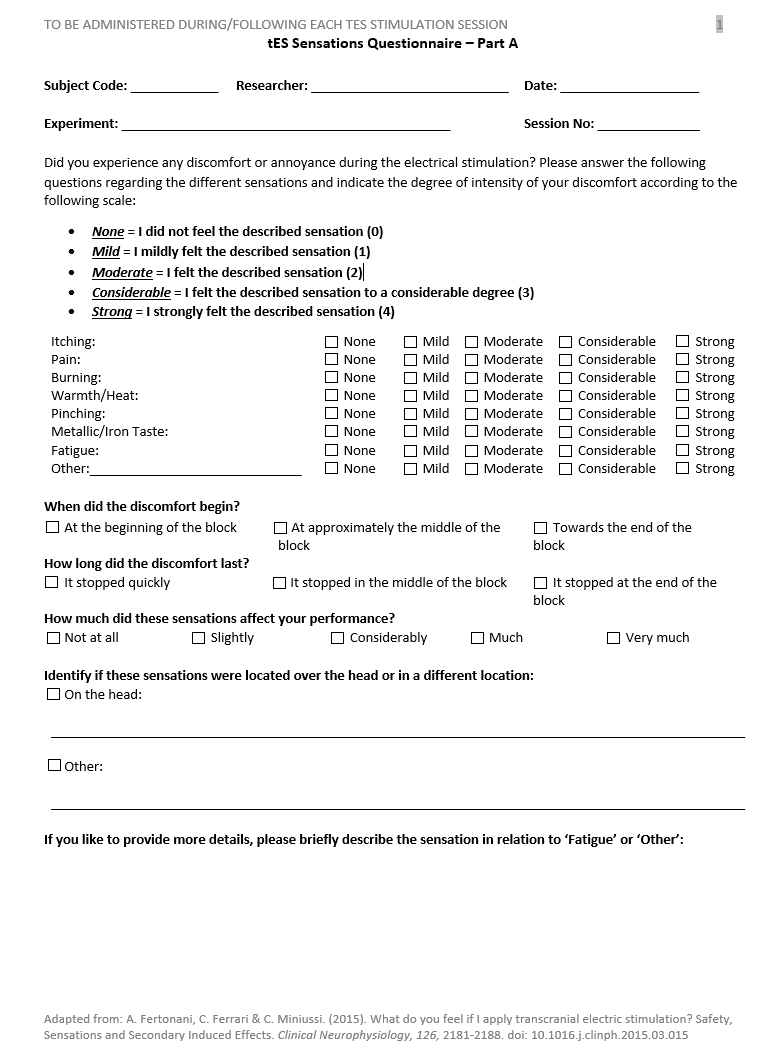 TO BE ADMINISTERED DURING/FOLLOWING EACH TES STIMULATION SESSION 1
tES Sensations Questionnaire – Part A
Subject Code: ____________ Researcher: ____________________________ Date: ___________________
Experiment: ______________________________________________ Session No: ______________
Did you experience any discomfort or annoyance during the electrical stimulation? Please answer the following
questions regarding the different sensations and indicate the degree of intensity of your discomfort according to the
following scale:
• None = I did not feel the described sensation (0)
• Mild = I mildly felt the described sensation (1)
• Moderate = I felt the described sensation (2)
• Considerable = I felt the described sensation to a considerable degree (3)
• Strong = I strongly felt the described sensation (4)
Itching: ☐ None ☐ Mild ☐ Moderate ☐ Considerable ☐ Strong
Pain: ☐ None ☐ Mild ☐ Moderate ☐ Considerable ☐ Strong
Burning: ☐ None ☐ Mild ☐ Moderate ☐ Considerable ☐ Strong
Warmth/Heat: ☐ None ☐ Mild ☐ Moderate ☐ Considerable ☐ Strong
Pinching: ☐ None ☐ Mild ☐ Moderate ☐ Considerable ☐ Strong
Metallic/Iron Taste: ☐ None ☐ Mild ☐ Moderate ☐ Considerable ☐ Strong
Fatigue: ☐ None ☐ Mild ☐ Moderate ☐ Considerable ☐ Strong
Other:______________________________ ☐ None ☐ Mild ☐ Moderate ☐ Considerable ☐ Strong
When did the discomfort begin?
☐ At the beginning of the block ☐ At approximately the middle of the ☐ Towards the end of the
block block
How long did the discomfort last?
☐ It stopped quickly ☐ It stopped in the middle of the block ☐ It stopped at the end of the
block
How much did these sensations affect your performance?
☐ Not at all ☐ Slightly ☐ Considerably ☐ Much ☐ Very much
Identify if these sensations were located over the head or in a different location:
☐ On the head:
☐ Other:
If you like to provide more details, please briefly describe the sensation in relation to ‘Fatigue’ or ‘Other’:
Adapted from: A. Fertonani, C. Ferrari & C. Miniussi. (2015). What do you feel if I apply transcranial electric stimulation? Safety,
Sensations and Secondary Induced Effects. Clinical Neurophysiology, 126, 2181-2188. doi: 10.1016.j.clinph.2015.03.015